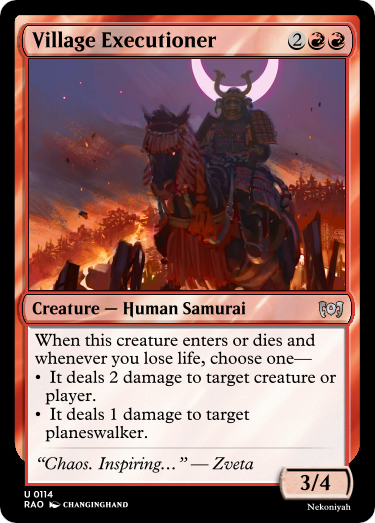 Village Executioner 2
Creature — Human Samurai
When this creature enters or dies and
whenever you lose life, choose one—
• It deals 2 damage to target creature or
player.
• It deals 1 damage to target
planeswalker.
“Chaos. Inspiring…” — Zveta
3/4
U 0114
RAO CHANGINGHAND
Nekoniyah